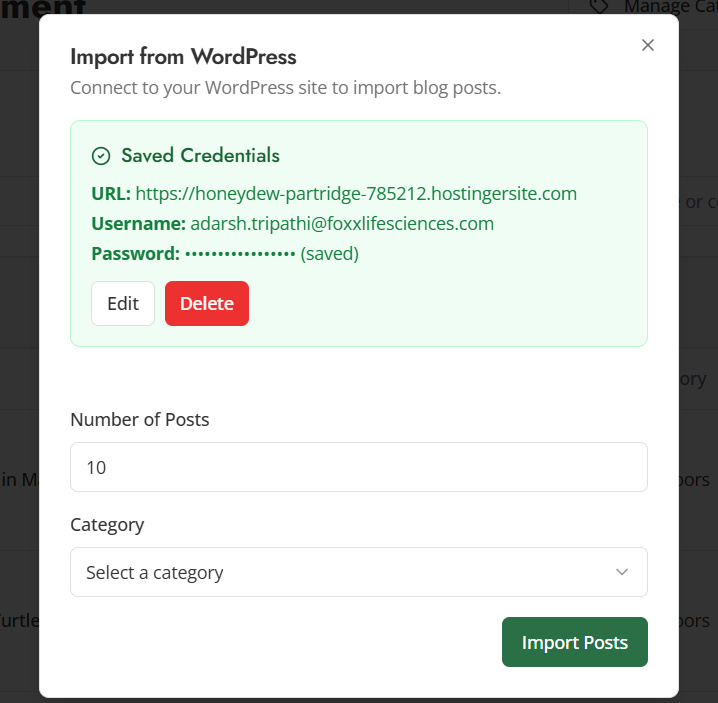 ment
Manage Cat
Import from WordPress
Connect to your WordPress site to import blog posts.
Saved Credentials
URL: https://honeydew-partridge-785212.hostingersite.com
Username: adarsh.tripathi@foxxlifesciences.com
Password: •••••••••••••••• (saved)
or c
Edit
Delete
ory
Number of Posts
10
in Ma
oors
Category
Select a category
urtle
oors
Import Posts